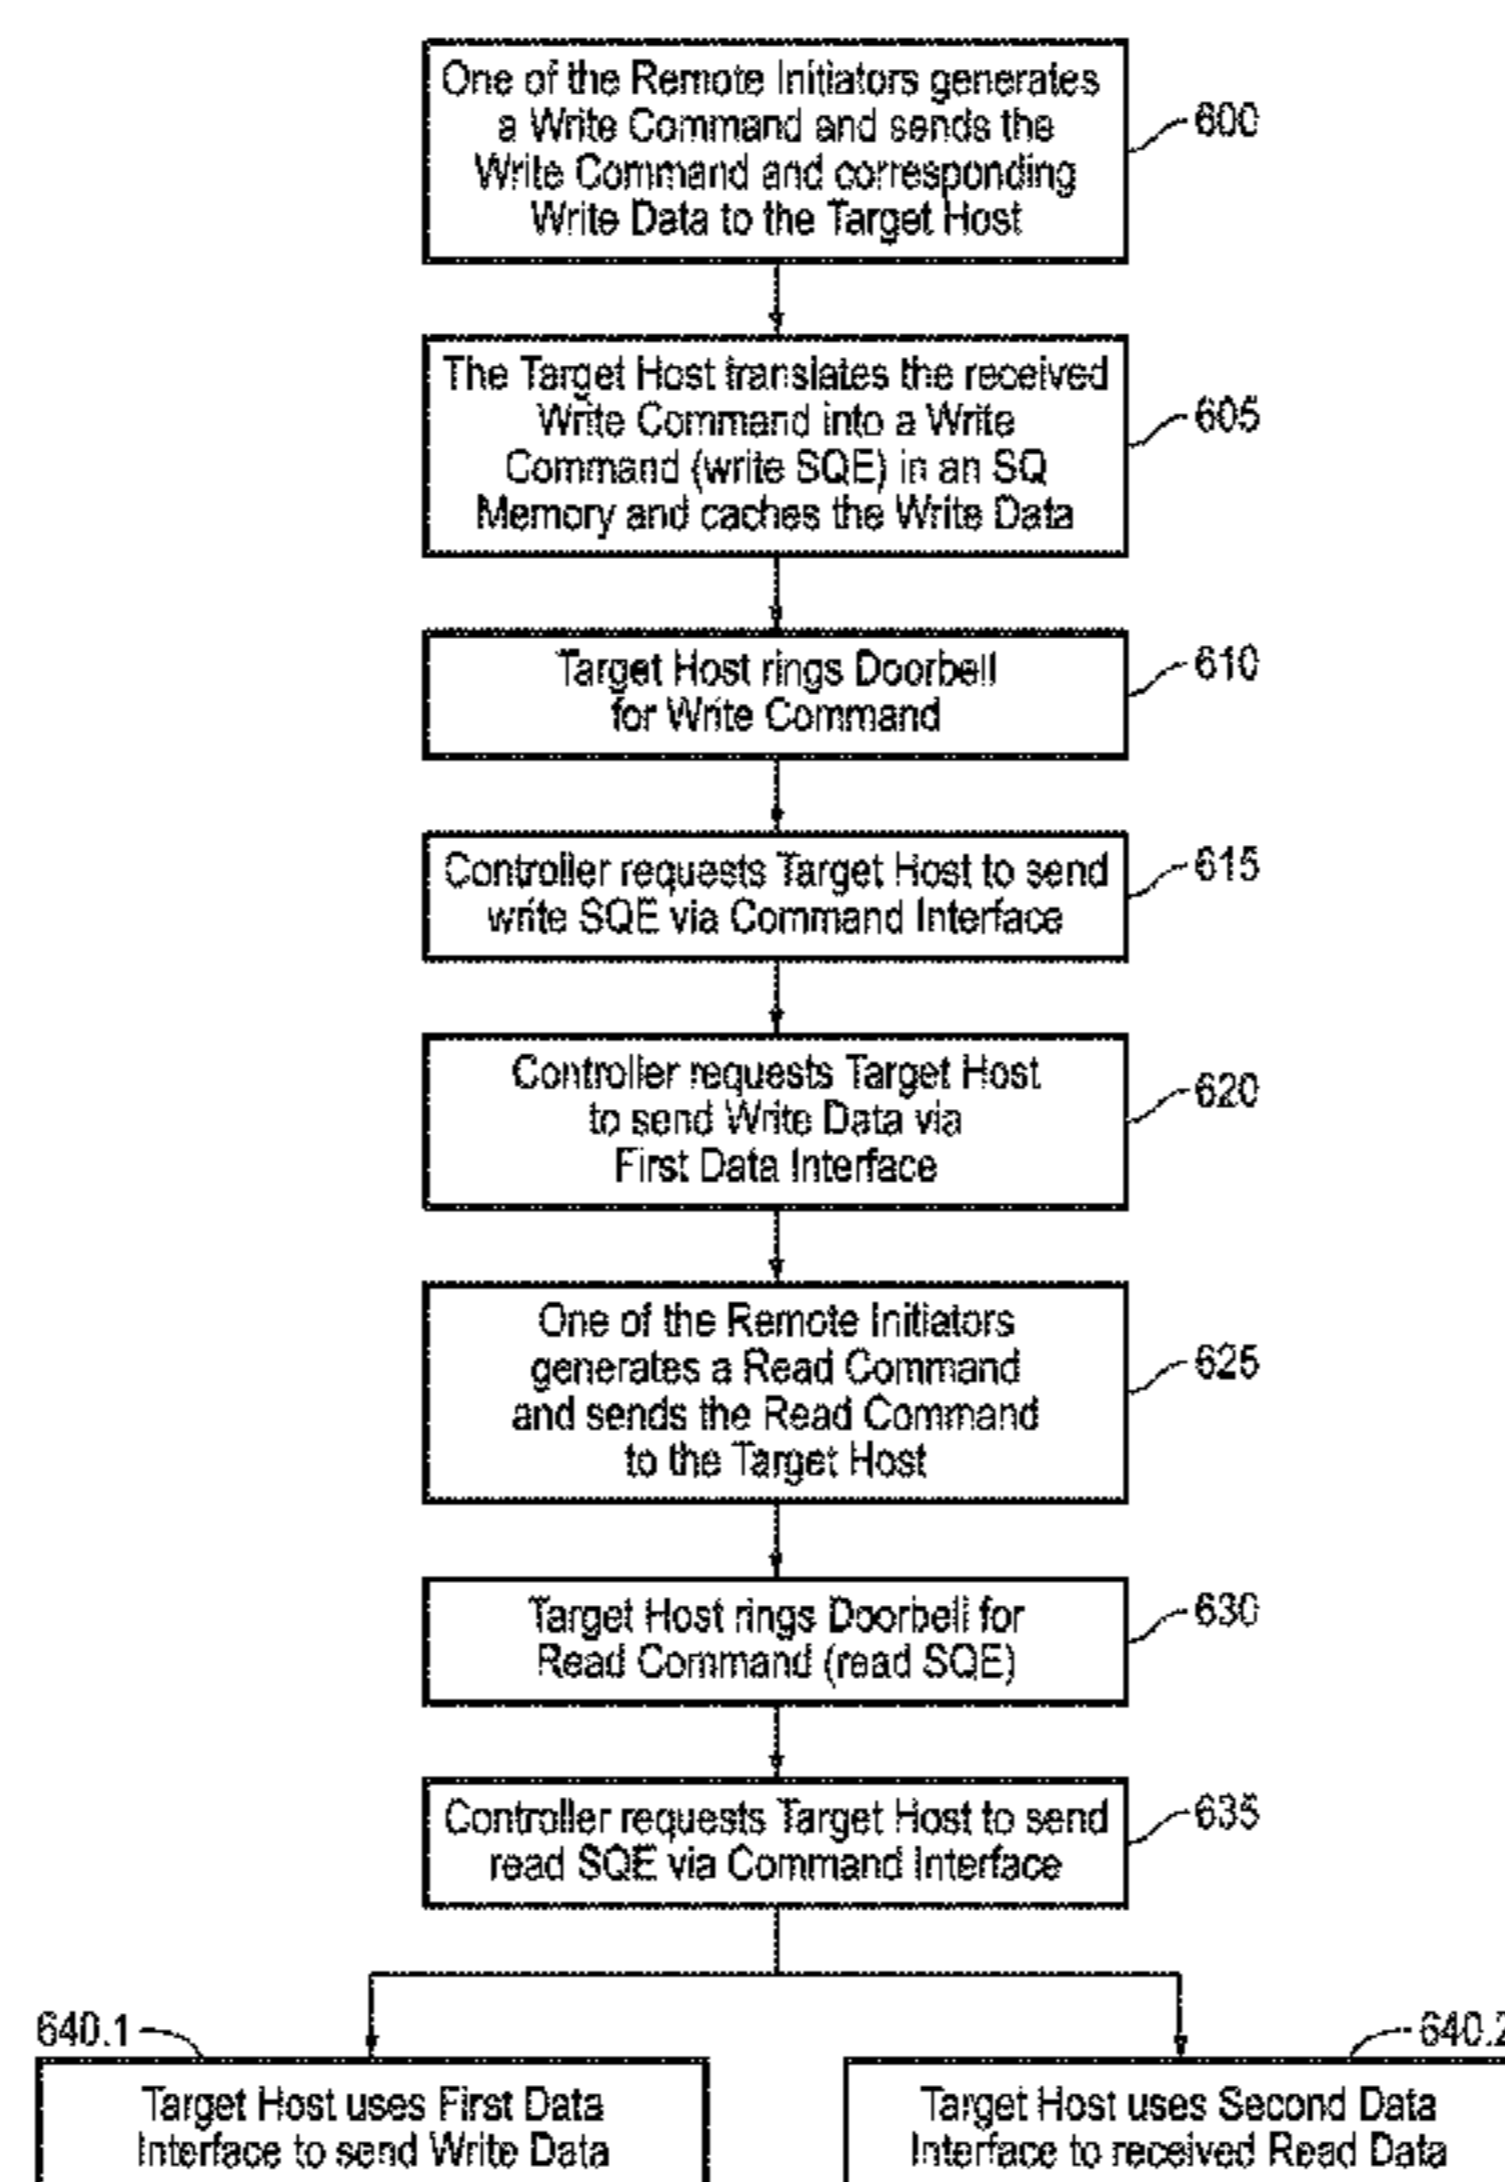 One of the Remote Initiators generates
a Write Command and sends the
Write Command and corresponding
Write Data to the Target Host
600
The Target Host translates the received
Write Command into a Write
Command (write SQE) in an SQ
Memory and caches the Write Data
605
Target Host rings Doorbell
for Write Command
610
Controller requests Target Host to send
write SQE via Command Interface
615
Controller requests Target Host
to send Write Data via
First Data Interface
620
One of the Remote Initiators
generates a Read Command
and sends the Read Command
to the Target Host
625
Target Host rings Doorbell for
Read Command (read SQE)
630
Controller requests Target Host to send
read SQE via Command Interface
635
640.1
Target Host uses First Data
Interface to send Write Data
640.2
Target Host uses Second Data
Interface to received Read Data